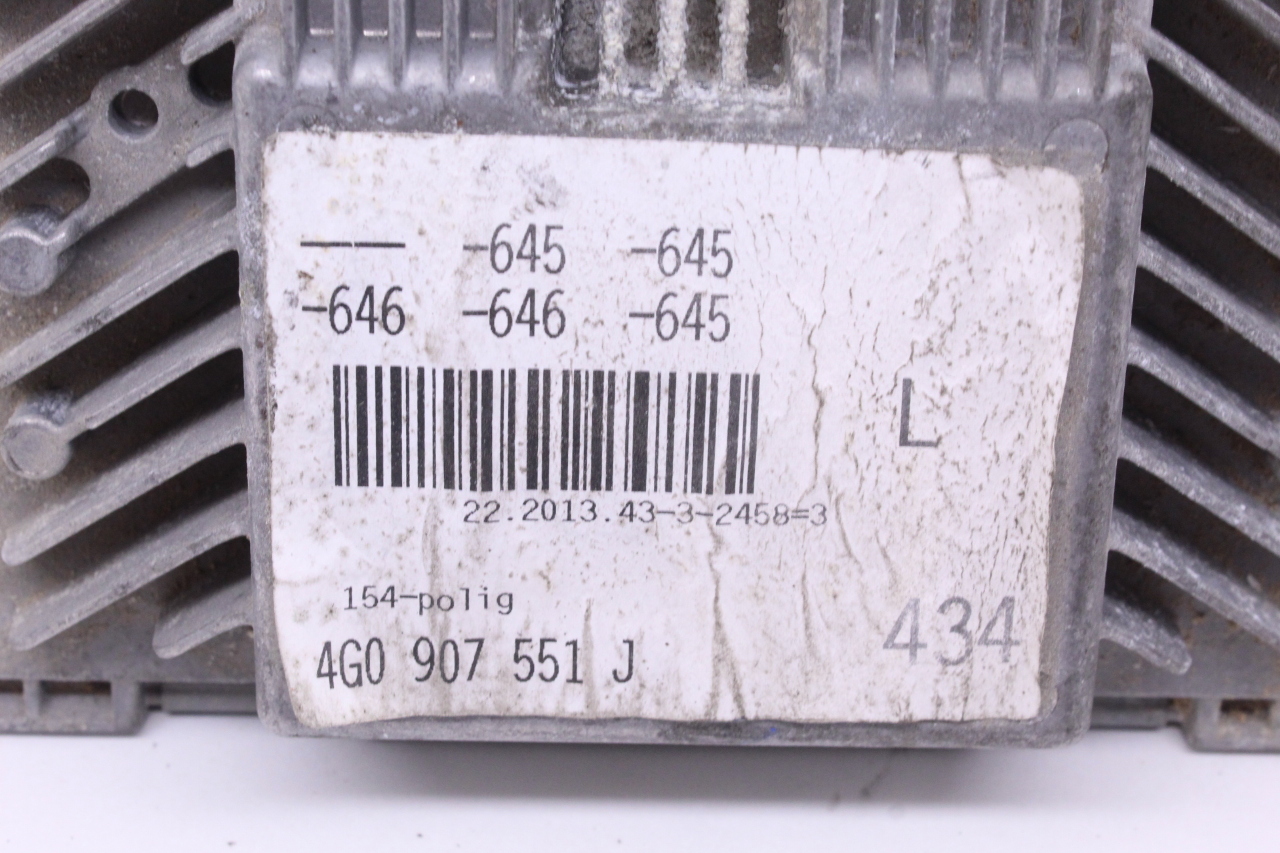 — -645 -645
-646 -646 -645
L
22.2013.43-3-2458=3
154-polig
434
4G0 907 551 J